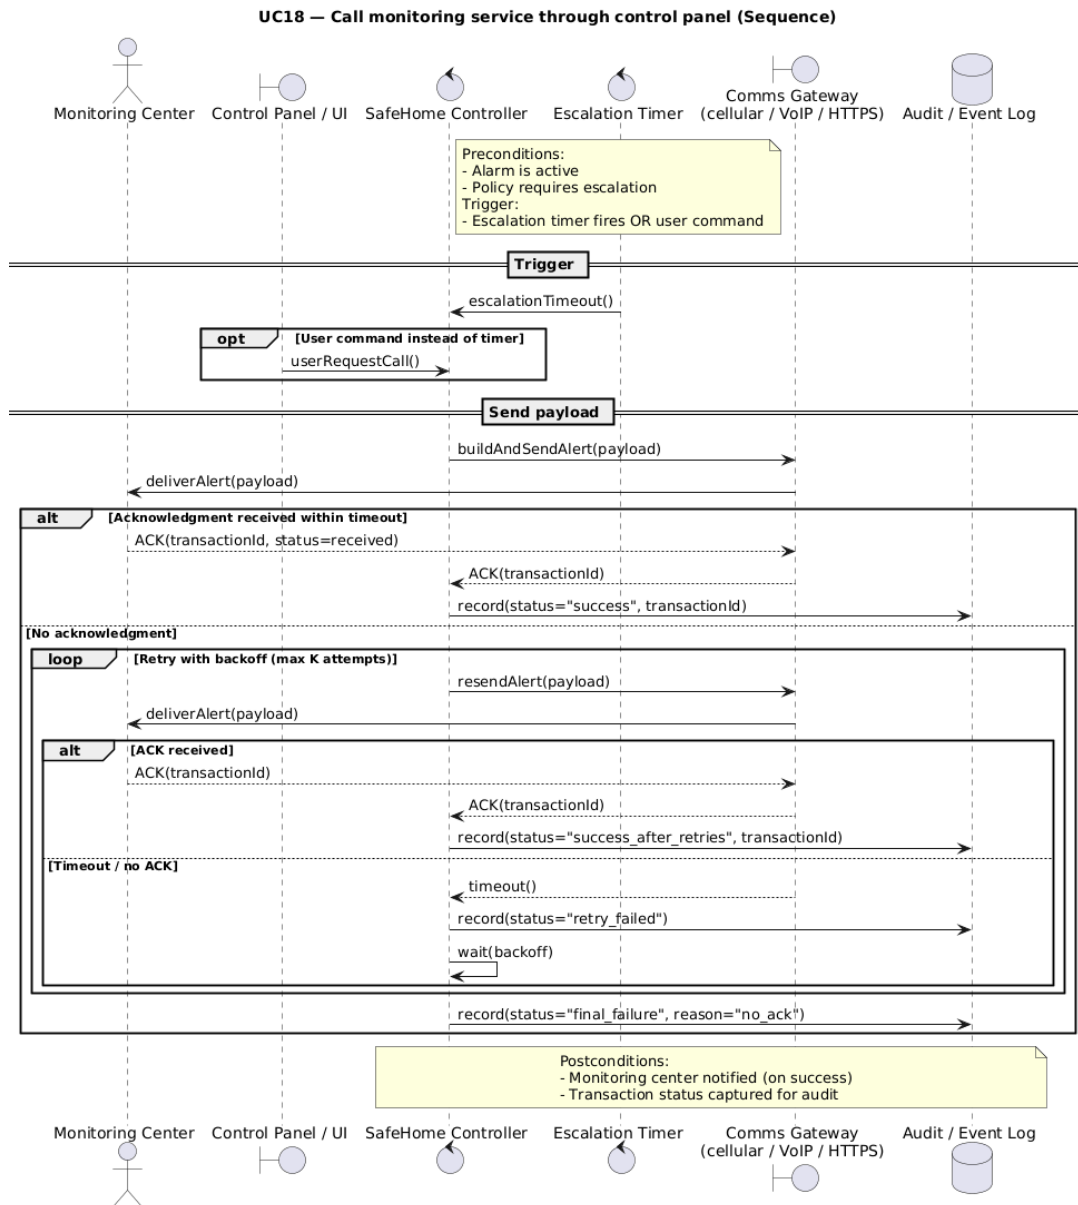 UC18 — Call monitoring service through control panel (Sequence)
Monitoring Center
Control Panel / UI
SafeHome Controller
Escalation Timer
Comms Gateway
(cellular / VoIP / HTTPS)
Audit / Event Log
Preconditions:
- Alarm is active
- Policy requires escalation
Trigger:
- Escalation timer fires OR user command
Trigger
escalationTimeout()
opt
[User command instead of timer]
userRequestCall()
Send payload
buildAndSendAlert(payload)
deliverAlert(payload)
alt
[Acknowledgment received within timeout]
ACK(transactionId, status=received)
ACK(transactionId)
record(status="success", transactionId)
[No acknowledgment]
loop
[Retry with backoff (max K attempts)]
resendAlert(payload)
deliverAlert(payload)
alt
[ACK received]
ACK(transactionId)
ACK(transactionId)
record(status="success_after_retries", transactionId)
[Timeout / no ACK]
timeout()
record(status="retry_failed")
wait(backoff)
record(status="final_failure", reason="no_ack")
Postconditions:
- Monitoring center notified (on success)
- Transaction status captured for audit
Monitoring Center
Control Panel / UI
SafeHome Controller
Escalation Timer
Comms Gateway
(cellular / VoIP / HTTPS)
Audit / Event Log